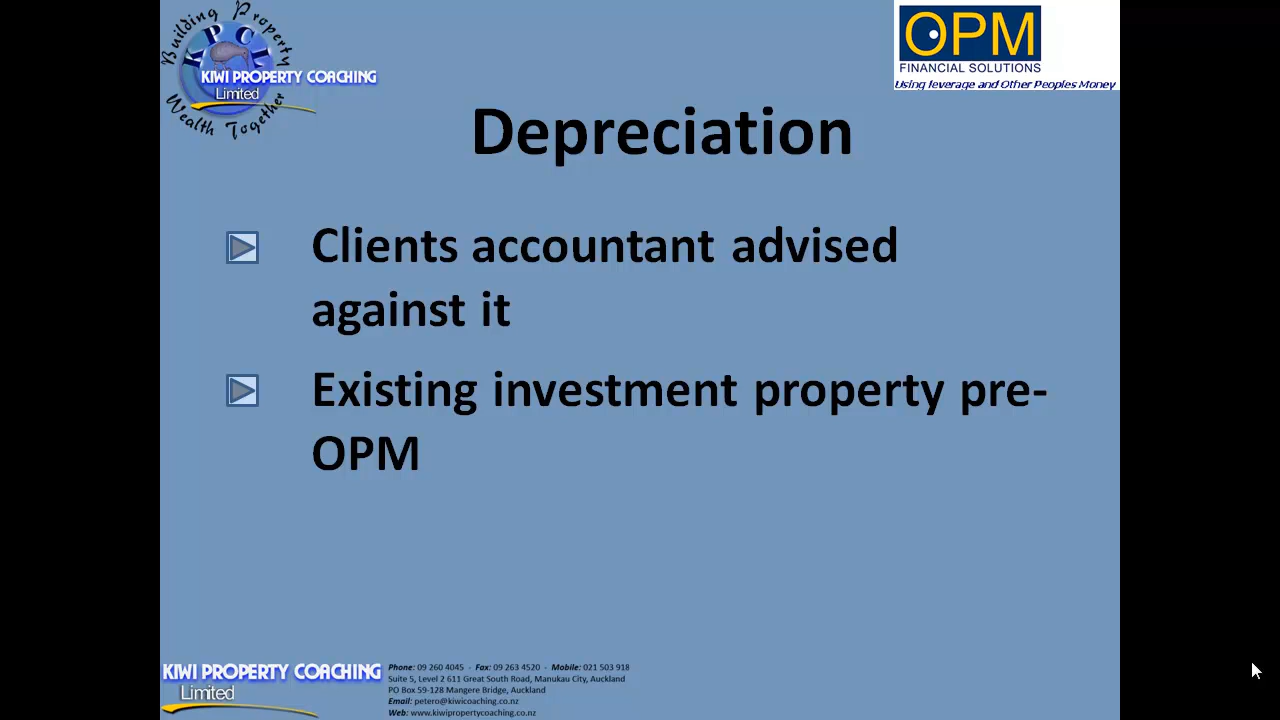 Building Property
KPCL
KIWI PROPERTY COACHING
Limited
Wealth Together
OPM
FINANCIAL SOLUTIONS
Using leverage and Other Peoples Money
Depreciation
Clients accountant advised
against it
Existing investment property pre-
OPM
KIWI PROPERTY COACHING
Limited
Phone: 09 260 4045 - Fax: 09 263 4520 - Mobile: 021 503 918
Suite 5, Level 2 611 Great South Road, Manukau City, Auckland
PO Box 59-128 Mangere Bridge, Auckland
Email: petero@kiwicoaching.co.nz
Web: www.kiwipropertycoaching.co.nz